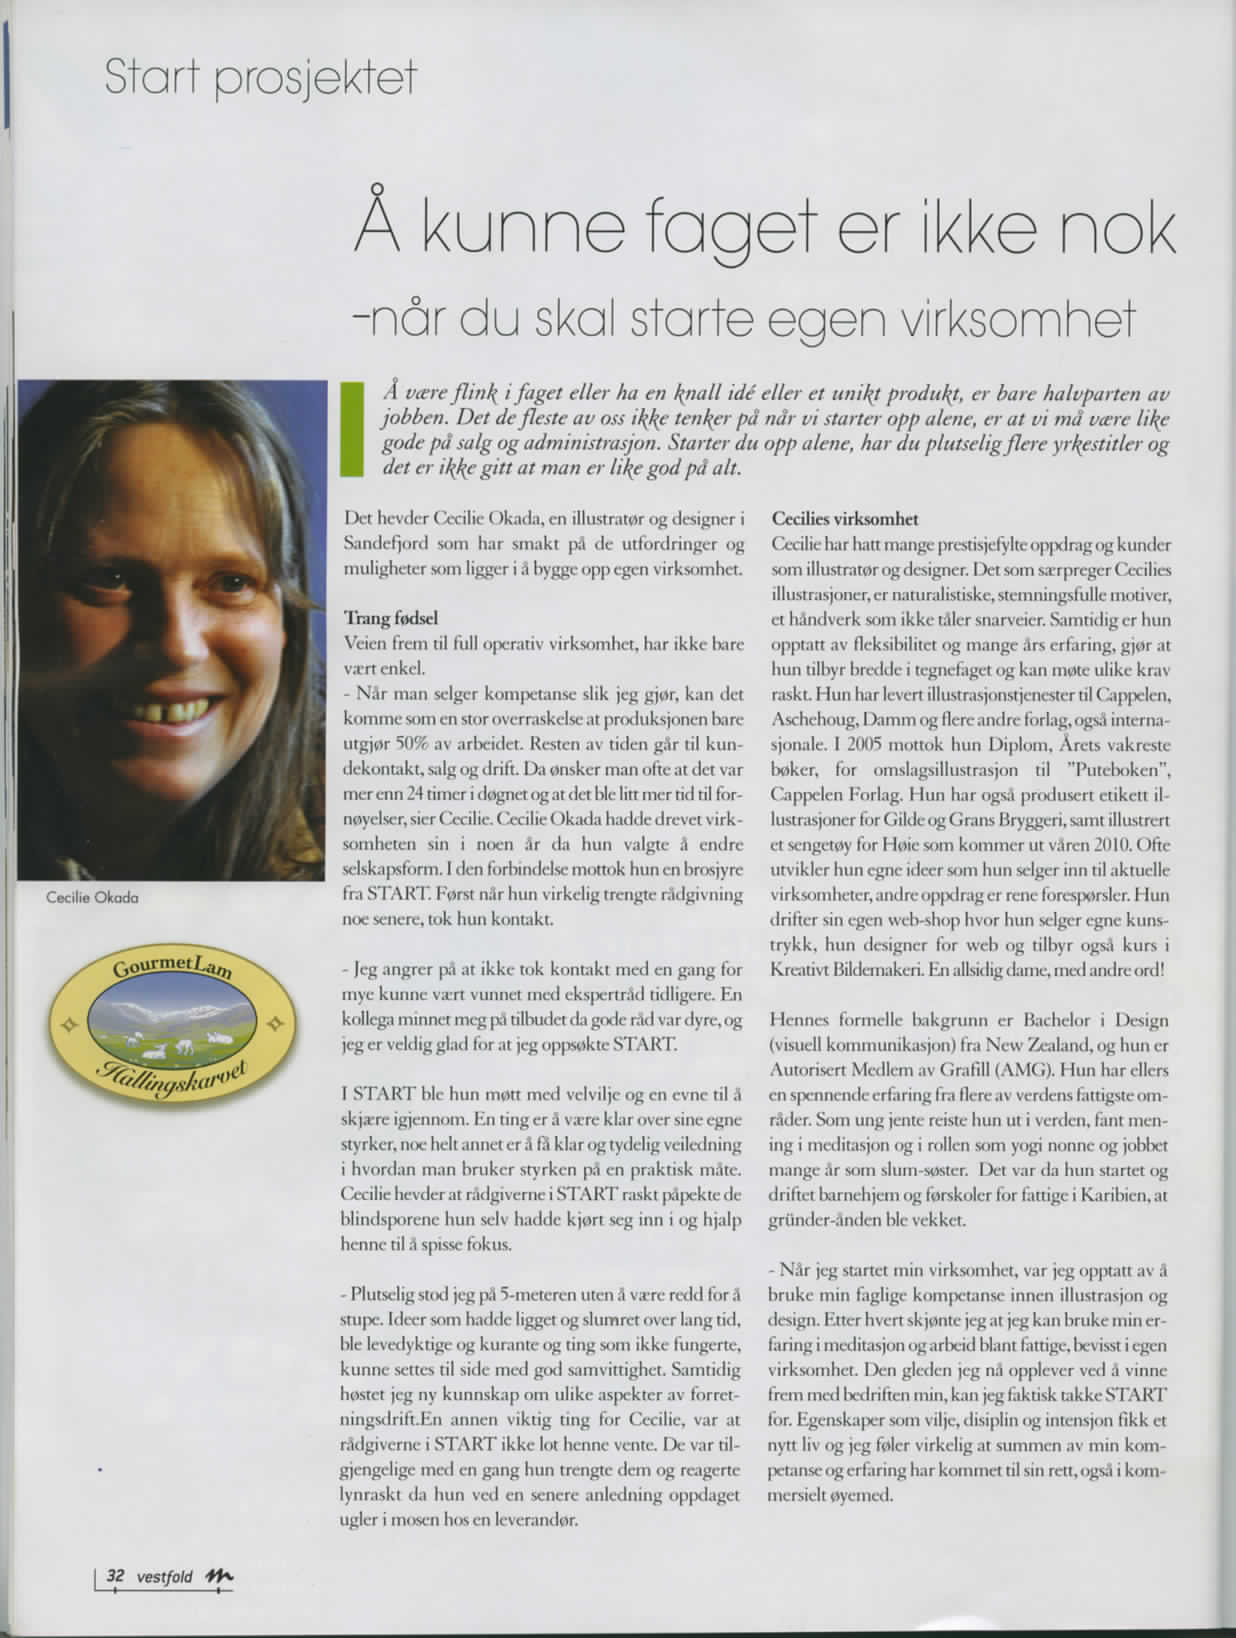 Start prosjektet
Å kunne faget er ikke nok
-når du skal starte egen virksomhet
Å være flink i faget eller ha en knall idé eller et unikt produkt, er bare halvparten av
jobben. Det de fleste av oss ikke tenker på når vi starter opp alene, er at vi må være like
gode på salg og administrasjon. Starter du opp alene, har du plutselig flere yrkestitler og
det er ikke gitt at man er like god på alt.
Cecilie Okada
GourmetLam
Hallingskarvet
Det hevder Cecilie Okada, en illustratør og designer i
Sandefjord som har smakt på de utfordringer og
muligheter som ligger i å bygge opp egen virksomhet.
Trang fødsel
Veien frem til full operativ virksomhet, har ikke bare
vært enkel.
- Når man selger kompetanse slik jeg gjør, kan det
komme som en stor overraskelse at produksjonen bare
utgjør 50% av arbeidet. Resten av tiden går til kun-
dekontakt, salg og drift. Da ønsker man ofte at det var
mer enn 24 timer i døgnet og at det ble litt mer tid til for-
nøyelser, sier Cecilie. Cecilie Okada hadde drevet virk-
somheten sin i noen år da hun valgte å endre
selskapsform. I den forbindelse mottok hun en brosjyre
fra START. Først når hun virkelig trengte rådgivning
noe senere, tok hun kontakt.
- Jeg angrer på at ikke tok kontakt med en gang for
mye kunne vært vunnet med ekspertråd tidligere. En
kollega minnet meg på tilbudet da gode råd var dyre, og
jeg er veldig glad for at jeg oppsøkte START.
I START ble hun møtt med velvilje og en evne til å
skjære igjennom. En ting er å være klar over sine egne
styrker, noe helt annet er å få klar og tydelig veiledning
i hvordan man bruker styrken på en praktisk måte.
Cecilie hevder at rådgiverne i START raskt påpekte de
blindsporene hun selv hadde kjørt seg inn i og hjalp
henne til å spisse fokus.
- Plutselig stod jeg på 5-meteren uten å være redd for å
stupe. Ideer som hadde ligget og slumret over lang tid,
ble levedyktige og kurante og ting som ikke fungerte,
kunne settes til side med god samvittighet. Samtidig
høstet jeg ny kunnskap om ulike aspekter av forret-
ningsdrift.En annen viktig ting for Cecilie, var at
rådgiverne i START ikke lot henne vente. De var til-
gjengelige med en gang hun trengte dem og reagerte
lynraskt da hun ved en senere anledning oppdaget
ugler i mosen hos en leverandør.
Cecilies virksomhet
Cecilie har hatt mange prestisjefylte oppdrag og kunder
som illustratør og designer. Det som særpreger Cecilies
illustrasjoner, er naturalistiske, stemningsfulle motiver,
et håndverk som ikke tåler snarveier. Samtidig er hun
opptatt av fleksibilitet og mange års erfaring, gjør at
hun tilbyr bredde i tegnefaget og kan møte ulike krav
raskt. Hun har levert illustrasjonstjenester til Cappelen,
Aschehoug, Damm og flere andre forlag, også interna-
sjonale. I 2005 mottok hun Diplom, Årets vakreste
bøker, for omslagsillustrasjon til ”Puteboken”,
Cappelen Forlag. Hun har også produsert etikett il-
lustrasjoner for Gilde og Grans Bryggeri, samt illustrert
et sengetøy for Høie som kommer ut våren 2010. Ofte
utvikler hun egne ideer som hun selger inn til aktuelle
virksomheter, andre oppdrag er rene forespørsler. Hun
drifter sin egen web-shop hvor hun selger egne kuns-
trykk, hun designer for web og tilbyr også kurs i
Kreativt Bildemakeri. En allsidig dame, med andre ord!
Hennes formelle bakgrunn er Bachelor i Design
(visuell kommunikasjon) fra New Zealand, og hun er
Autorisert Medlem av Grafill (AMG). Hun har ellers
en spennende erfaring fra flere av verdens fattigste om-
råder. Som ung jente reiste hun ut i verden, fant men-
ing i meditasjon og i rollen som yogi nonne og jobbet
mange år som slum-søster. Det var da hun startet og
driftet barnehjem og førskoler for fattige i Karibien, at
gründer-ånden ble vekket.
- Når jeg startet min virksomhet, var jeg opptatt av å
bruke min faglige kompetanse innen illustrasjon og
design. Etter hvert skjønte jeg at jeg kan bruke min er-
faring i meditasjon og arbeid blant fattige, bevisst i egen
virksomhet. Den gleden jeg nå opplever ved å vinne
frem med bedriften min, kan jeg faktisk takke START
for. Egenskaper som vilje, disiplin og intensjon fikk et
nytt liv og jeg føler virkelig at summen av min kom-
petanse og erfaring har kommet til sin rett, også i kom-
mersielt øyemed.
32 vestfold m